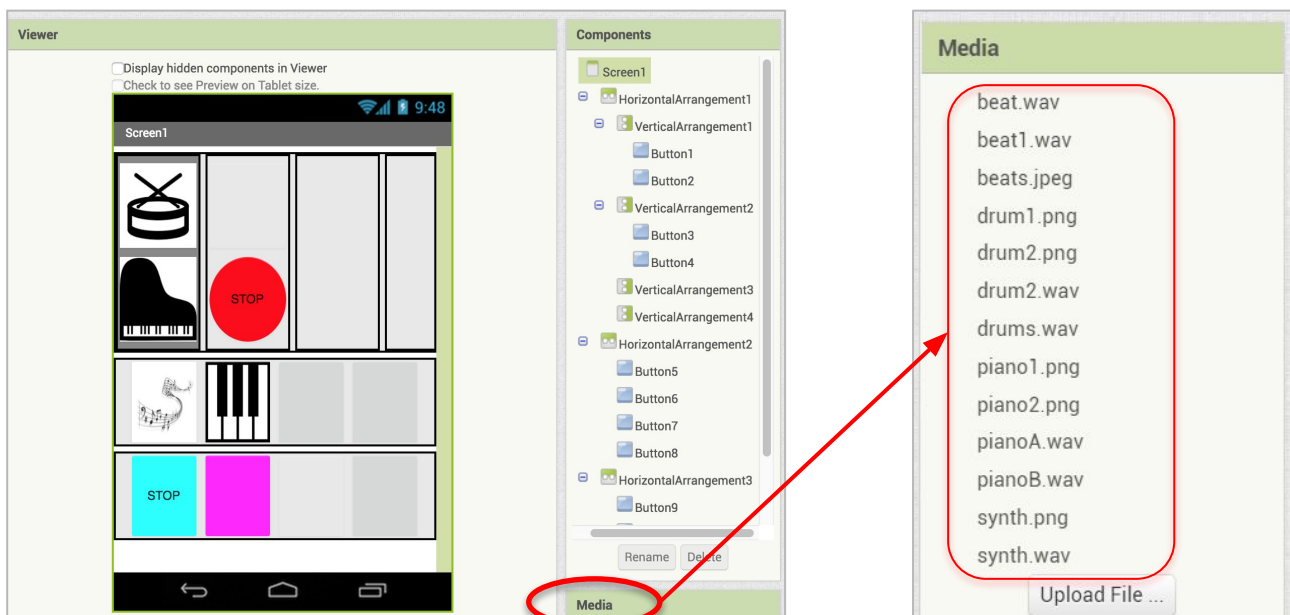 Viewer
Display hidden components in Viewer
Check to see Preview on Tablet size.
9:48
Screen1
STOP
STOP
Components
Screen1
HorizontalArrangement1
VerticalArrangement1
Button1
Button2
VerticalArrangement2
Button3
Button4
VerticalArrangement3
VerticalArrangement4
HorizontalArrangement2
Button5
Button6
Button7
Button8
HorizontalArrangement3
Button9
Rename Delete
Media
Media
beat.wav
beat1.wav
beats.jpeg
drum1.png
drum2.png
drum2.wav
drums.wav
piano1.png
piano2.png
pianoA.wav
pianoB.wav
synth.png
synth.wav
Upload File ...